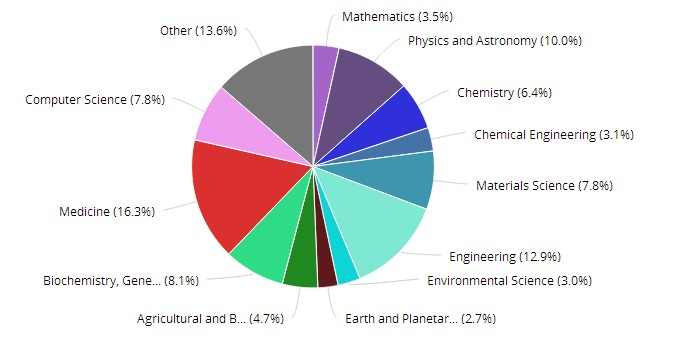 Mathematics (3.5%)
Other (13.6%)
Physics and Astronomy (10.0%)
Chemistry (6.4%)
Computer Science (7.8%)
Chemical Engineering (3.1%)
Materials Science (7.8%)
Medicine (16.3%)
Engineering (12.9%)
Biochemistry, Gene... (8.1%)
Environmental Science (3.0%)
Agricultural and B... (4.7%)
Earth and Planetar... (2.7%)